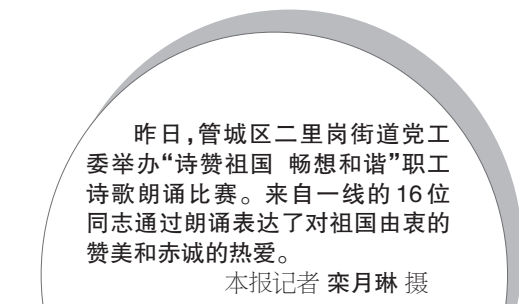 昨日,管城区二里岗街道党工
委举办“诗赞祖国 畅想和谐”职工
诗歌朗诵比赛。来自一线的16位
同志通过朗诵表达了对祖国由衷的
赞美和赤诚的热爱。
本报记者 栾月琳 摄